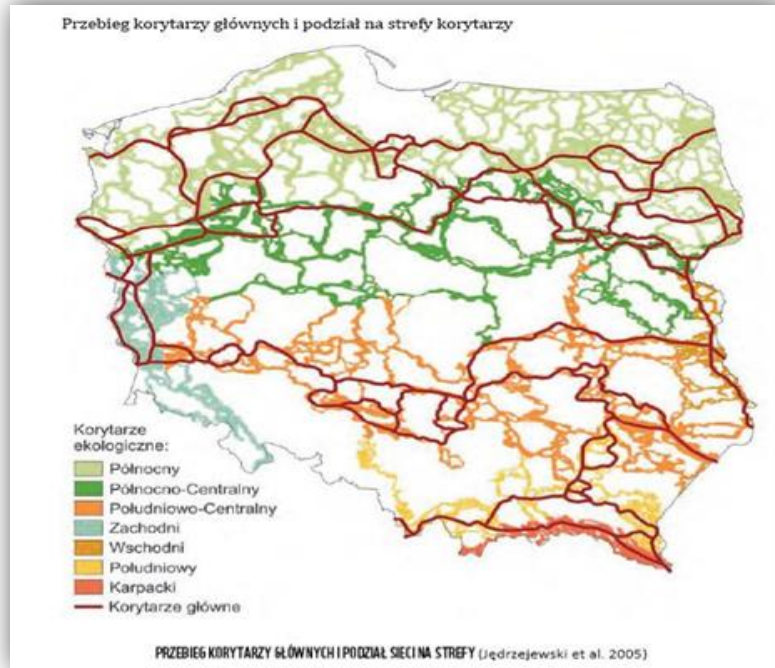 Przebieg korytarzy głównych i podział na strefy korytarzy
Korytarze
ekologiczne:
Północny
Północno-Centralny
Południowo-Centralny
Zachodni
Wschodni
Południowy
Karpacki
Korytarze główne
PRZEBIEG KORYTARZY GŁÓWNYCH I PODZIAŁ SIECI NA STREFY (Jędrzejewski et al. 2005)